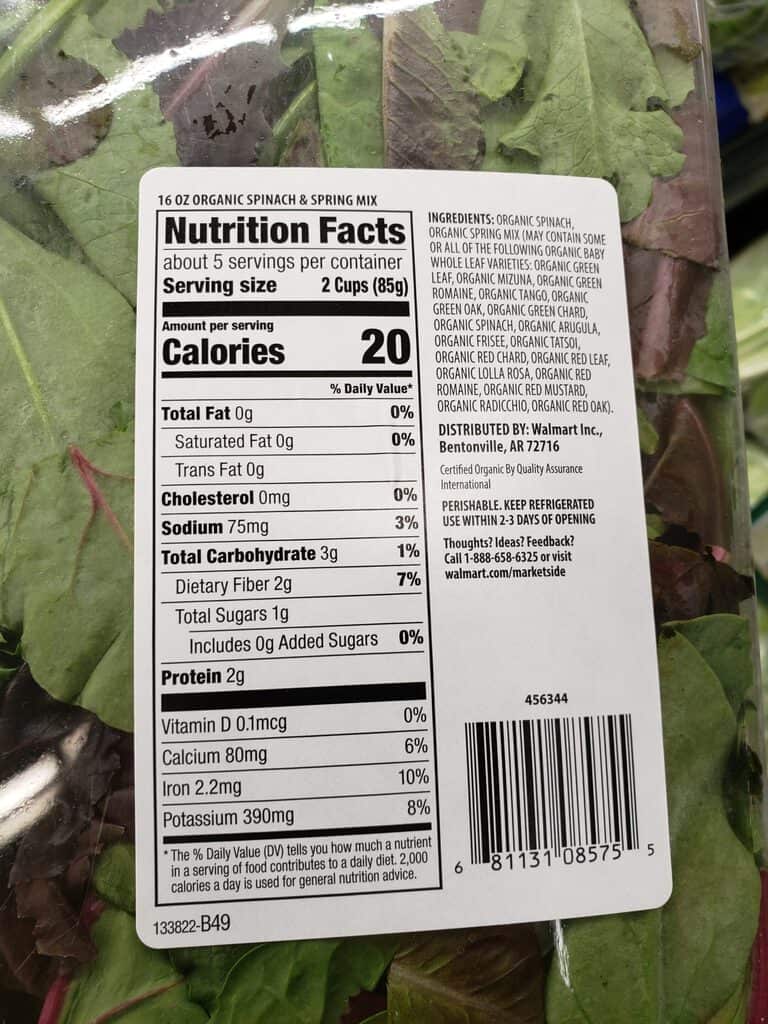 16 OZ ORGANIC SPINACH & SPRING MIX
Nutrition Facts
about 5 servings per container
Serving size 2 Cups (85g)
Amount per serving
Calories 20
% Daily Value*
Total Fat 0g 0%
Saturated Fat 0g 0%
Trans Fat 0g
Cholesterol 0mg 0%
Sodium 75mg 3%
Total Carbohydrate 3g 1%
Dietary Fiber 2g 7%
Total Sugars 1g
Includes 0g Added Sugars 0%
Protein 2g
Vitamin D 0.1mcg 0%
Calcium 80mg 6%
Iron 2.2mg 10%
Potassium 390mg 8%
* The % Daily Value (DV) tells you how much a nutrient
in a serving of food contributes to a daily diet. 2,000
calories a day is used for general nutrition advice.
133822-B49
INGREDIENTS: ORGANIC SPINACH,
ORGANIC SPRING MIX (MAY CONTAIN SOME
OR ALL OF THE FOLLOWING ORGANIC BABY
WHOLE LEAF VARIETIES: ORGANIC GREEN
LEAF, ORGANIC MIZUNA, ORGANIC GREEN
ROMAINE, ORGANIC TANGO, ORGANIC
GREEN OAK, ORGANIC GREEN CHARD,
ORGANIC SPINACH, ORGANIC ARUGULA,
ORGANIC FRISEE, ORGANIC TATSOI,
ORGANIC RED CHARD, ORGANIC RED LEAF,
ORGANIC LOLLA ROSA, ORGANIC RED
ROMAINE, ORGANIC RED MUSTARD,
ORGANIC RADICCHIO, ORGANIC RED OAK).
DISTRIBUTED BY: Walmart Inc.,
Bentonville, AR 72716
Certified Organic By Quality Assurance
International
PERISHABLE. KEEP REFRIGERATED
USE WITHIN 2-3 DAYS OF OPENING
Thoughts? Ideas? Feedback?
Call 1-888-658-6325 or visit
walmart.com/marketside
456344
6 81131 08575 5